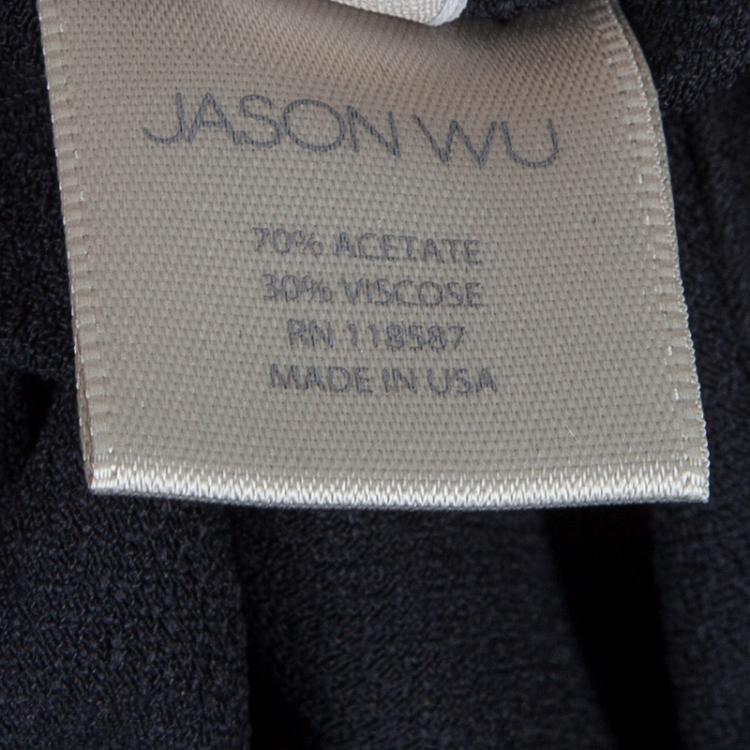 JASON WU
70% ACETATE
30% VISCOSE
RN 118587
MADE IN USA